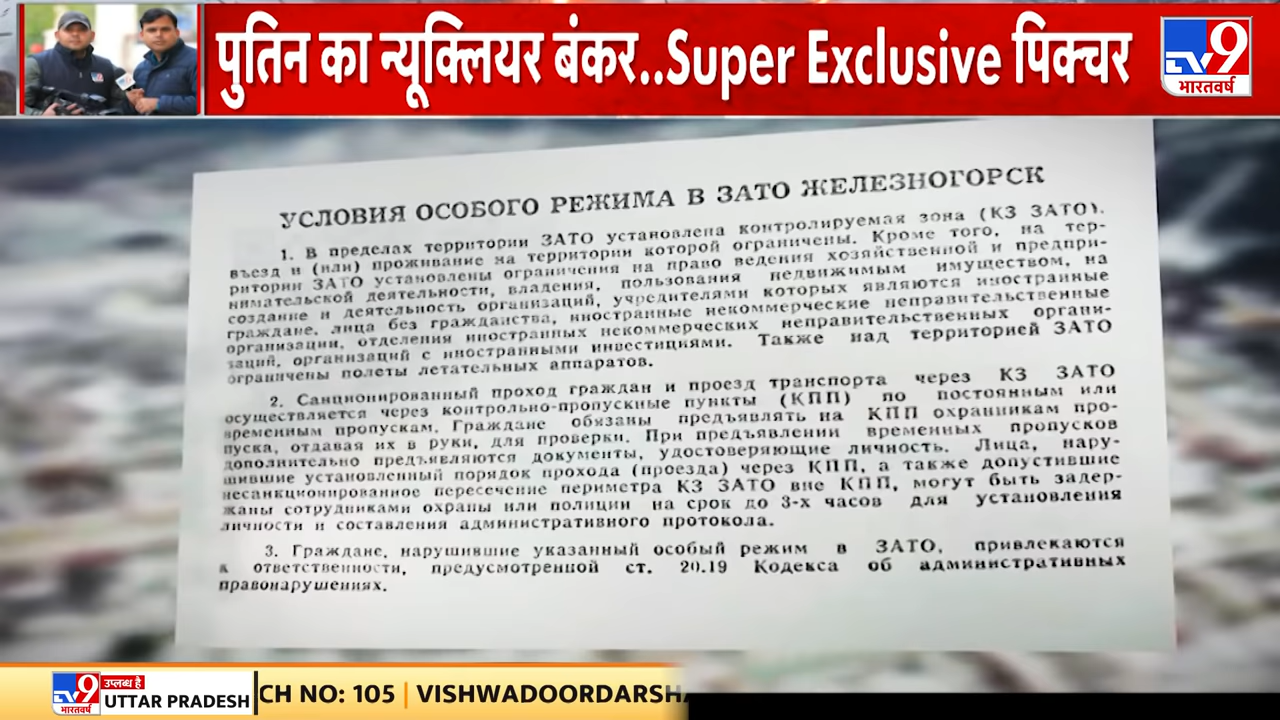 पुतिन का न्यूक्लियर बंकर..Super Exclusive पिक्चर
TV9
भारतवर्ष
УСЛОВИЯ ОСОБОГО РЕЖИМА В ЗАТО ЖЕЛЕЗНОГОРСК
1. В пределах территории ЗАТО установлена контролируемая зона (КЗ ЗАТО),
въезд и (или) проживание на территории которой ограничены. Кроме того, на тер-
ритории ЗАТО установлены ограничения на право ведения хозяйственной и предпри-
нимательской деятельности, владения, пользования недвижимым имуществом, на
создание и деятельность организаций, учредителями которых являются иностранные
граждане, лица без гражданства, иностранные некоммерческие неправительственные
организации, отделения иностранных некоммерческих неправительственных органи-
заций, организаций с иностранными инвестициями. Также над территорией ЗАТО
ограничены полеты летательных аппаратов.
2. Санкционированный проход граждан и проезд транспорта через КЗ ЗАТО
осуществляется через контрольно-пропускные пункты (КПП) по постоянным или
временным пропускам. Граждане обязаны предъявлять на КПП охранникам про-
пуска, отдавая их в руки, для проверки. При предъявлении временных пропусков
дополнительно предъявляются документы, удостоверяющие личность. Лица, нару-
шившие установленный порядок прохода (проезда) через КПП, а также допустившие
несанкционированное пересечение периметра КЗ ЗАТО вне КПП, могут быть задер-
жаны сотрудниками охраны или полиции на срок до 3-х часов для установления
личности и составления административного протокола.
3. Граждане, нарушившие указанный особый режим в ЗАТО, привлекаются
к ответственности, предусмотренной ст. 20.19 Кодекса об административных
правонарушениях.
TV9
भारतवर्ष
उप्लब्ध है
UTTAR PRADESH
CH NO: 105 | VISHWADOORDARSHA